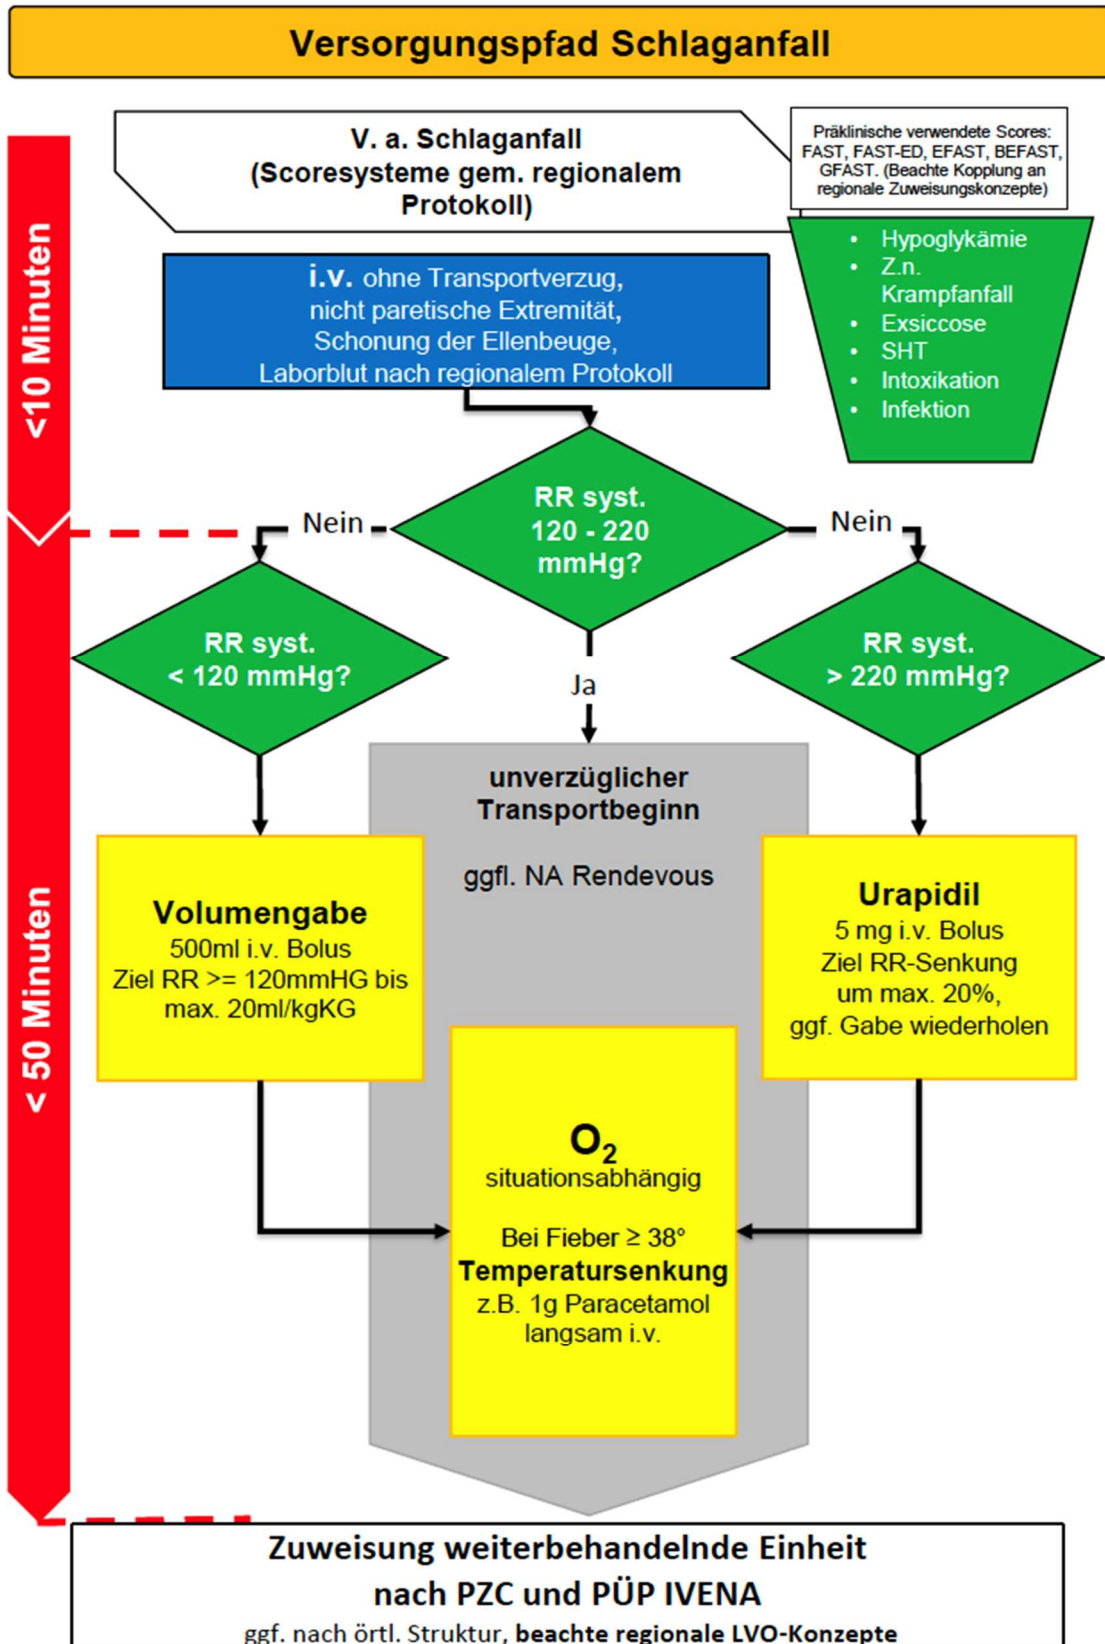 Versorgungspfad Schlaganfall
V. a. Schlaganfall
(Scoresysteme gem. regionalem
Protokoll)
Präklinische verwendete Scores:
FAST, FAST-ED, EFAST, BEFAST,
GFAST. (Beachte Kopplung an
regionale Zuweisungskonzepte)
• Hypoglykämie
• Z.n.
Krampfanfall
• Exsiccose
• SHT
• Intoxikation
• Infektion
<10 Minuten
i.v. ohne Transportverzug,
nicht paretische Extremität,
Schonung der Ellenbeuge,
Laborblut nach regionalem Protokoll
RR syst.
120 - 220
mmHg?
Nein
Nein
RR syst.
< 120 mmHg?
Ja
RR syst.
> 220 mmHg?
< 50 Minuten
unverzüglicher
Transportbeginn
ggfl. NA Rendevous
Volumengabe
500ml i.v. Bolus
Ziel RR >= 120mmHG bis
max. 20ml/kgKG
Urapidil
5 mg i.v. Bolus
Ziel RR-Senkung
um max. 20%,
ggf. Gabe wiederholen
O₂
situationsabhängig
Bei Fieber ≥ 38°
Temperatursenkung
z.B. 1g Paracetamol
langsam i.v.
Zuweisung weiterbehandelnde Einheit
nach PZC und PÜP IVENA
ggf. nach örtl. Struktur, beachte regionale LVO-Konzepte